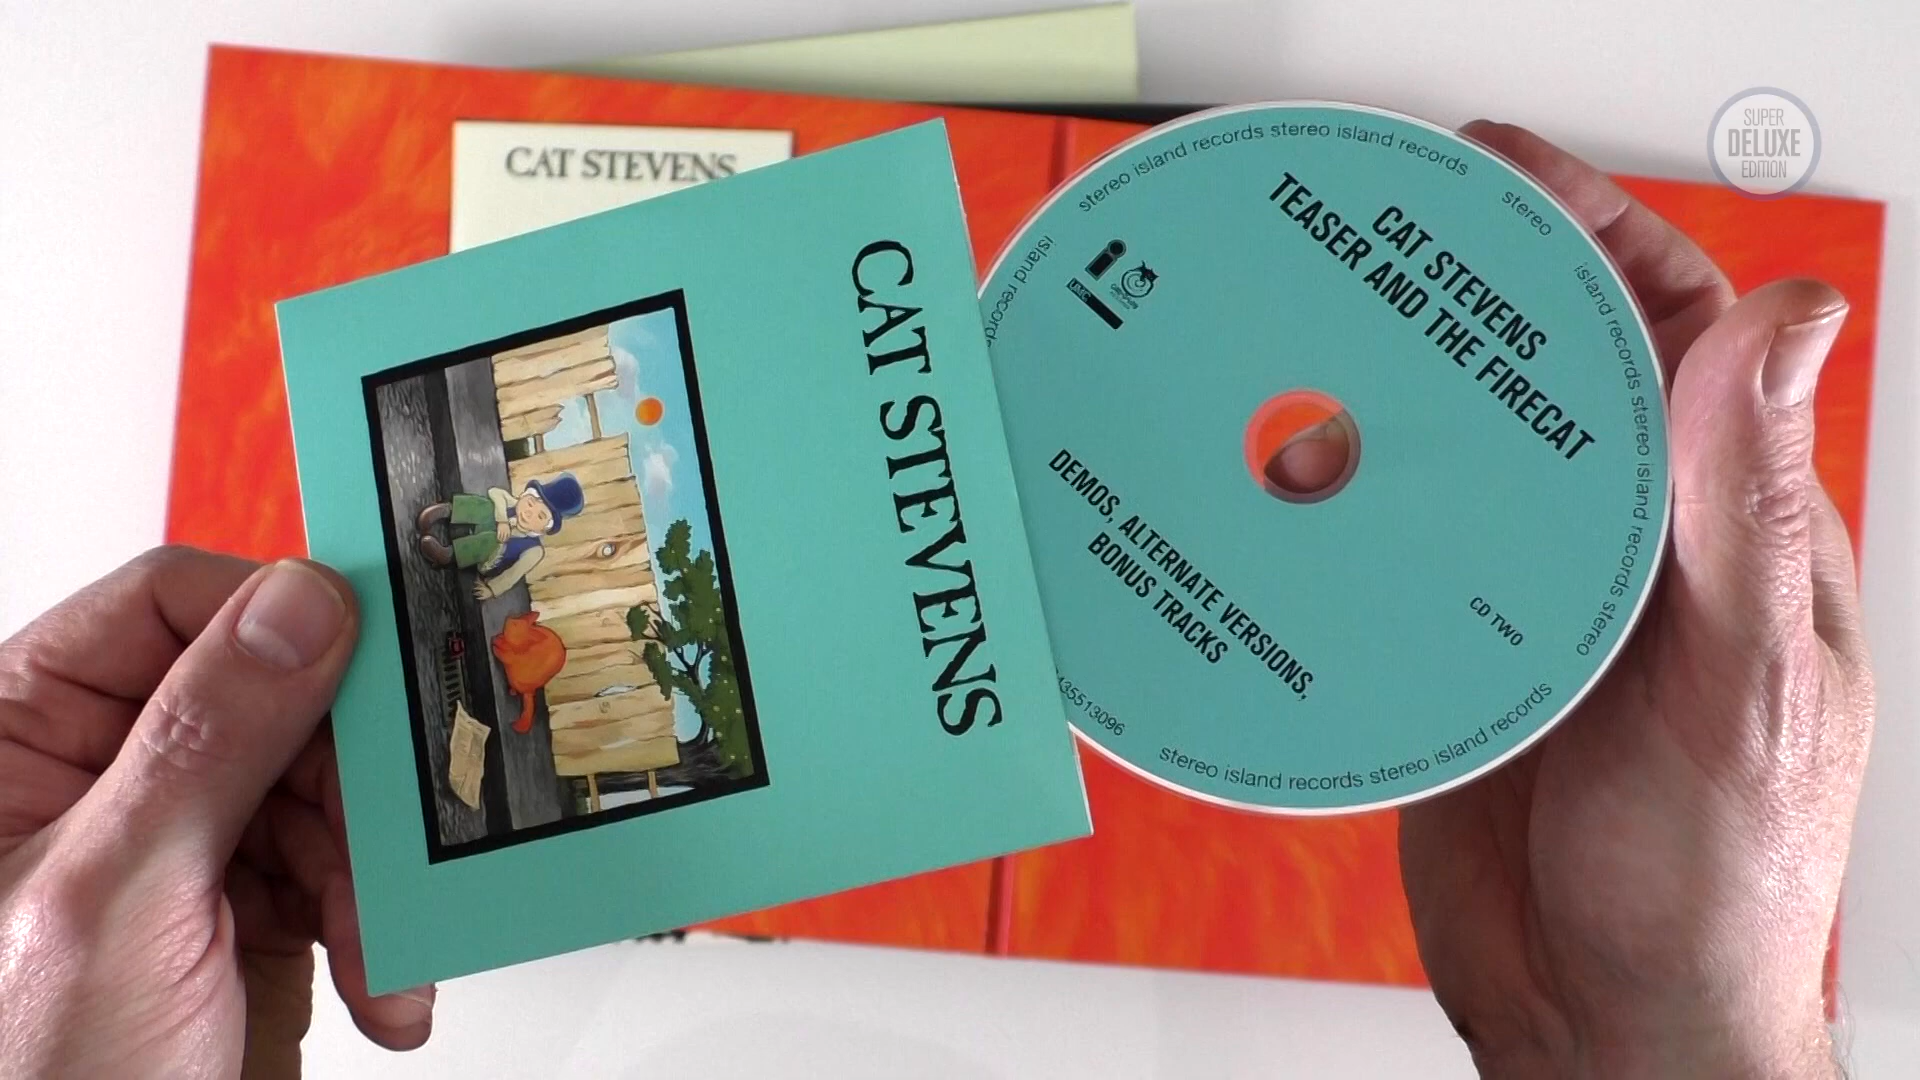 SUPER
DELUXE
EDITION
CAT STEVENS
CAT STEVENS
stereo island records stereo island records
stereo
island records stereo island records stereo
stereo island records stereo island records
island records
CAT STEVENS
TEASER AND THE FIRECAT
UMC
DEMOS, ALTERNATE VERSIONS,
BONUS TRACKS
CD TWO
435513096